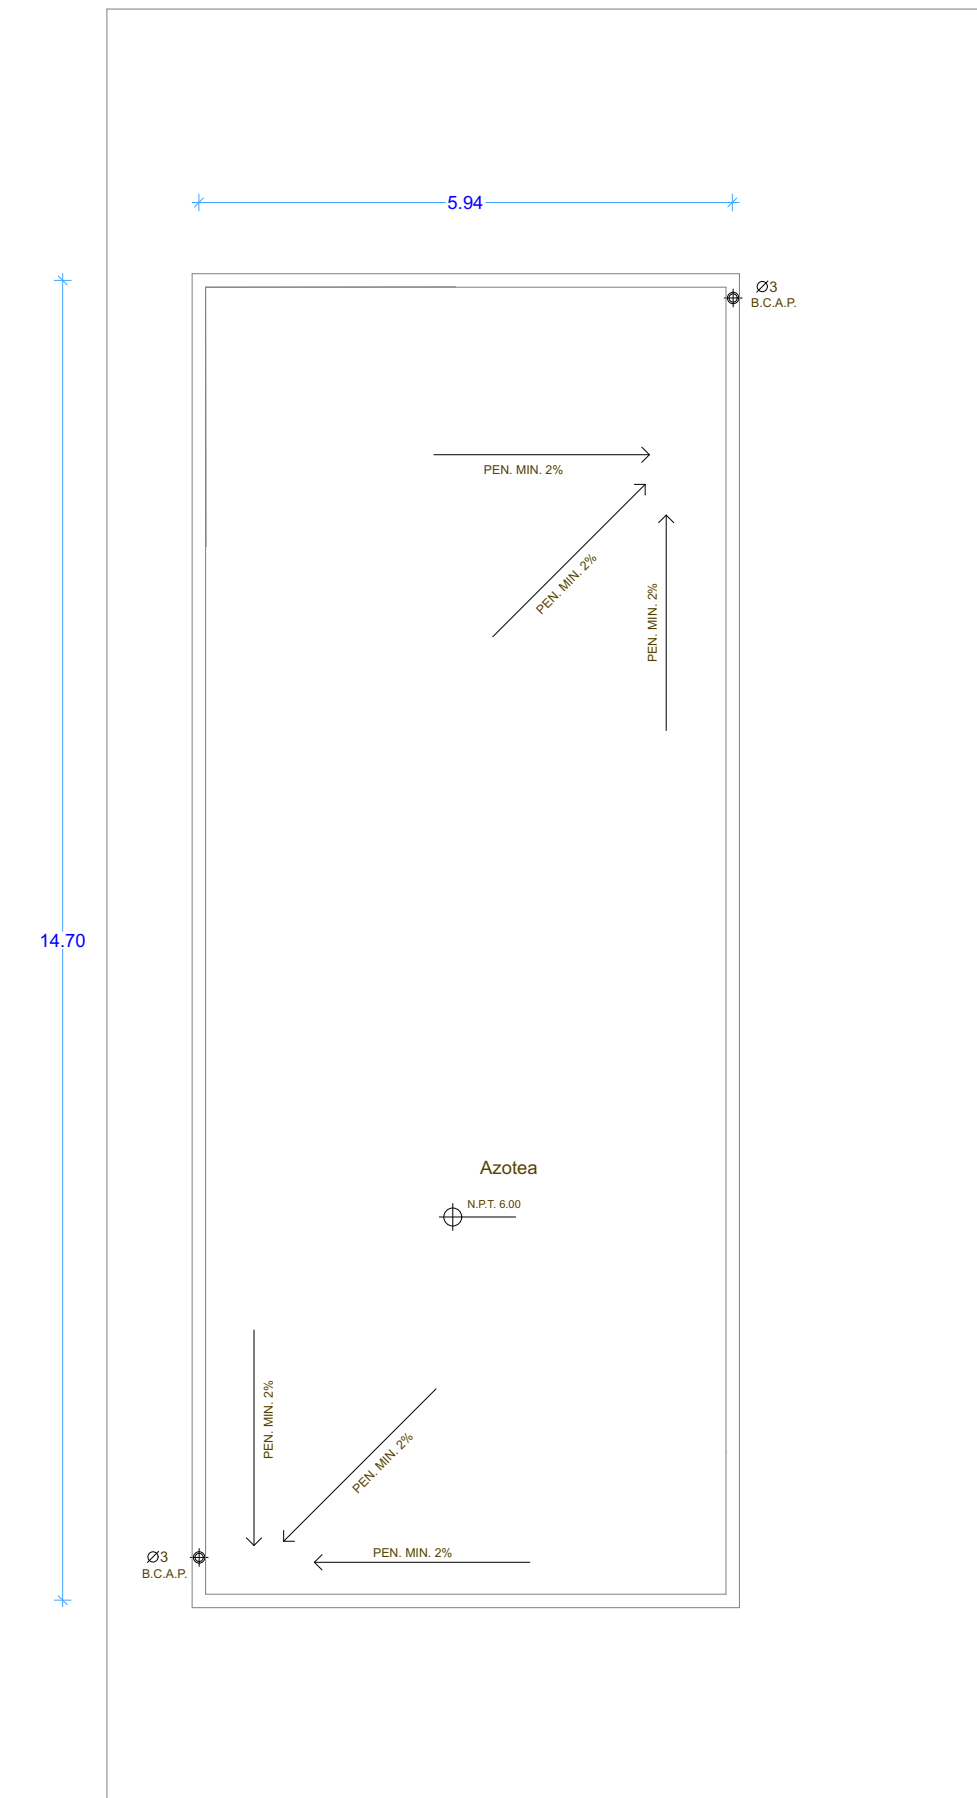 5.94
Ø3
B.C.A.P.
PEN. MIN. 2%
PEN. MIN. 2%
PEN. MIN. 2%
14.70
Azotea
N.P.T. 6.00
PEN. MIN. 2%
PEN. MIN. 2%
PEN. MIN. 2%
Ø3
B.C.A.P.